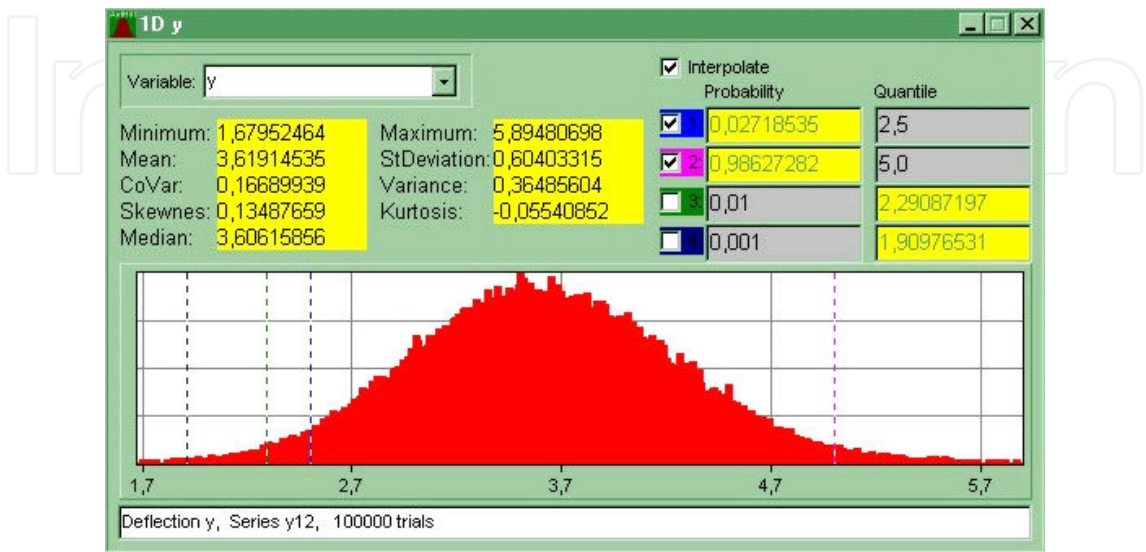 1D y
Variable: y
Interpolate
Probability Quantile
Minimum: 1,67952464 Maximum: 5,89480698 1 0,02718535 2,5
Mean: 3,61914535 StDeviation: 0,60403315 2: 0,98627282 5,0
CoVar: 0,16689939 Variance: 0,36485604 3: 0,01 2,29087197
Skewnes: 0,13487659 Kurtosis: -0,05540852 4: 0,001 1,90976531
Median: 3,60615856
1,7 2,7 3,7 4,7 5,7
Deflection y, Series y12, 100000 trials